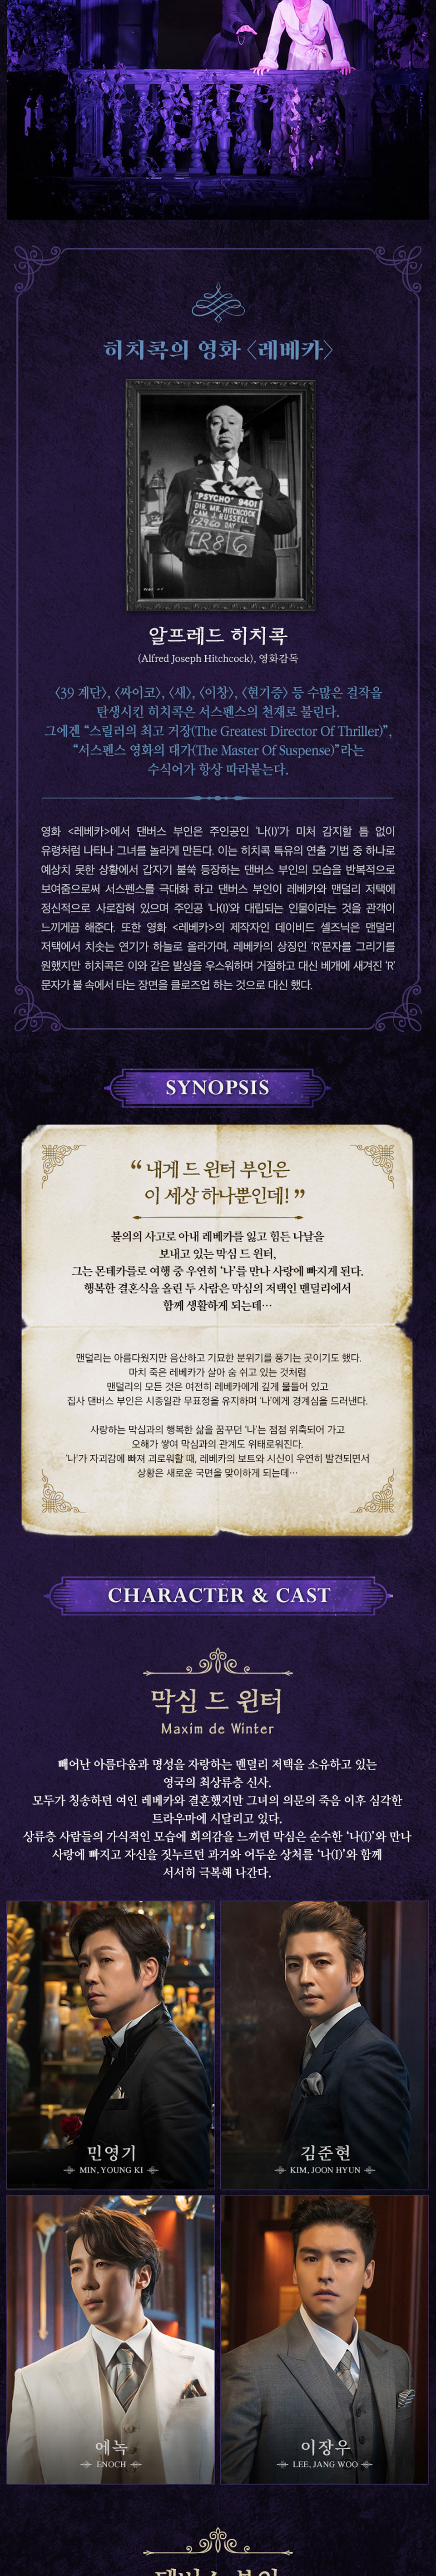 히치콕의 영화 〈레베카〉
"PSYCHO" 9401
DIR. MR. HITCHCOCK
CAM. J. RUSSELL
1-29-60 DAY
TR8 6
알프레드 히치콕
(Alfred Joseph Hitchcock), 영화감독
〈39 계단〉, 〈싸이코〉, 〈새〉, 〈이창〉, 〈현기증〉 등 수많은 걸작을
탄생시킨 히치콕은 서스펜스의 천재로 불린다.
그에겐 “스릴러의 최고 거장(The Greatest Director Of Thriller)”,
“서스펜스 영화의 대가(The Master Of Suspense)”라는
수식어가 항상 따라붙는다.
영화 <레베카>에서 댄버스 부인은 주인공인 '나(I)'가 미처 감지할 틈 없이
유령처럼 나타나 그녀를 놀라게 만든다. 이는 히치콕 특유의 연출 기법 중 하나로
예상치 못한 상황에서 갑자기 불쑥 등장하는 댄버스 부인의 모습을 반복적으로
보여줌으로써 서스펜스를 극대화 하고 댄버스 부인이 레베카와 맨덜리 저택에
정신적으로 사로잡혀 있으며 주인공 '나(I)'와 대립되는 인물이라는 것을 관객이
느끼게끔 해준다. 또한 영화 <레베카>의 제작자인 데이비드 셀즈닉은 맨덜리
저택에서 치솟는 연기가 하늘로 올라가며, 레베카의 상징인 'R'문자를 그리기를
원했지만 히치콕은 이와 같은 발상을 우스워하며 거절하고 대신 베개에 새겨진 'R'
문자가 불 속에서 타는 장면을 클로즈업 하는 것으로 대신 했다.
SYNOPSIS
“ 내게 드 윈터 부인은
이 세상 하나뿐인데! ”
불의의 사고로 아내 레베카를 잃고 힘든 나날을
보내고 있는 막심 드 윈터,
그는 몬테카를로 여행 중 우연히 '나'를 만나 사랑에 빠지게 된다.
행복한 결혼식을 올린 두 사람은 막심의 저택인 맨덜리에서
함께 생활하게 되는데…
맨덜리는 아름다웠지만 음산하고 기묘한 분위기를 풍기는 곳이기도 했다.
마치 죽은 레베카가 살아 숨 쉬고 있는 것처럼
맨덜리의 모든 것은 여전히 레베카에게 깊게 물들어 있고
집사 댄버스 부인은 시종일관 무표정을 유지하며 '나'에게 경계심을 드러낸다.
사랑하는 막심과의 행복한 삶을 꿈꾸던 '나'는 점점 위축되어 가고
오해가 쌓여 막심과의 관계도 위태로워진다.
'나'가 자괴감에 빠져 괴로워할 때, 레베카의 보트와 시신이 우연히 발견되면서
상황은 새로운 국면을 맞이하게 되는데…
CHARACTER & CAST
막심 드 윈터
Maxim de Winter
빼어난 아름다움과 명성을 자랑하는 맨덜리 저택을 소유하고 있는
영국의 최상류층 신사.
모두가 칭송하던 여인 레베카와 결혼했지만 그녀의 의문의 죽음 이후 심각한
트라우마에 시달리고 있다.
상류층 사람들의 가식적인 모습에 회의감을 느끼던 막심은 순수한 '나(I)'와 만나
사랑에 빠지고 자신을 짓누르던 과거와 어두운 상처를 '나(I)'와 함께
서서히 극복해 나간다.
민영기
MIN, YOUNG KI
김준현
KIM, JOON HYUN
에녹
ENOCH
이장우
LEE, JANG WOO